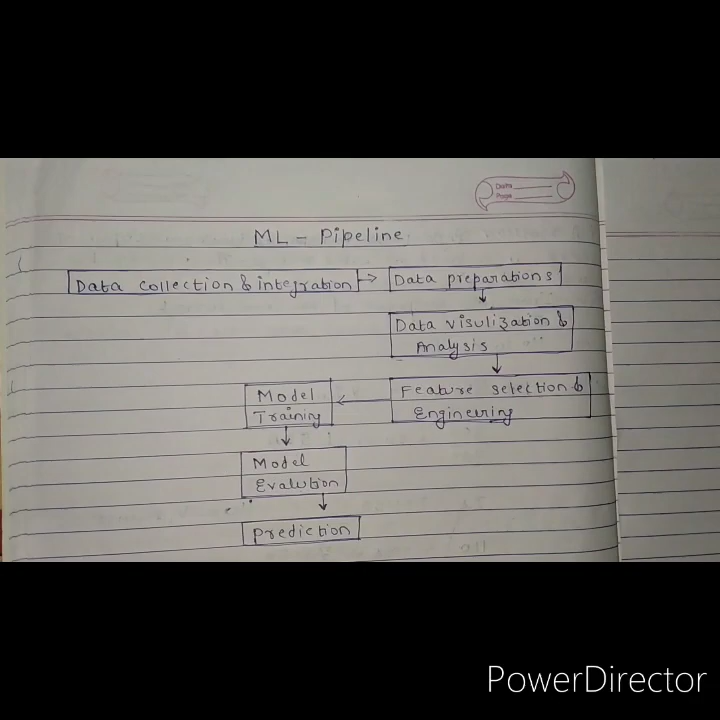 Date
Page
ML - Pipeline
Data collection & integration
Data preparations
Data visulization &
Analysis
Feature selection &
Engineering
Model
Training
Model
Evalution
Prediction
PowerDirector